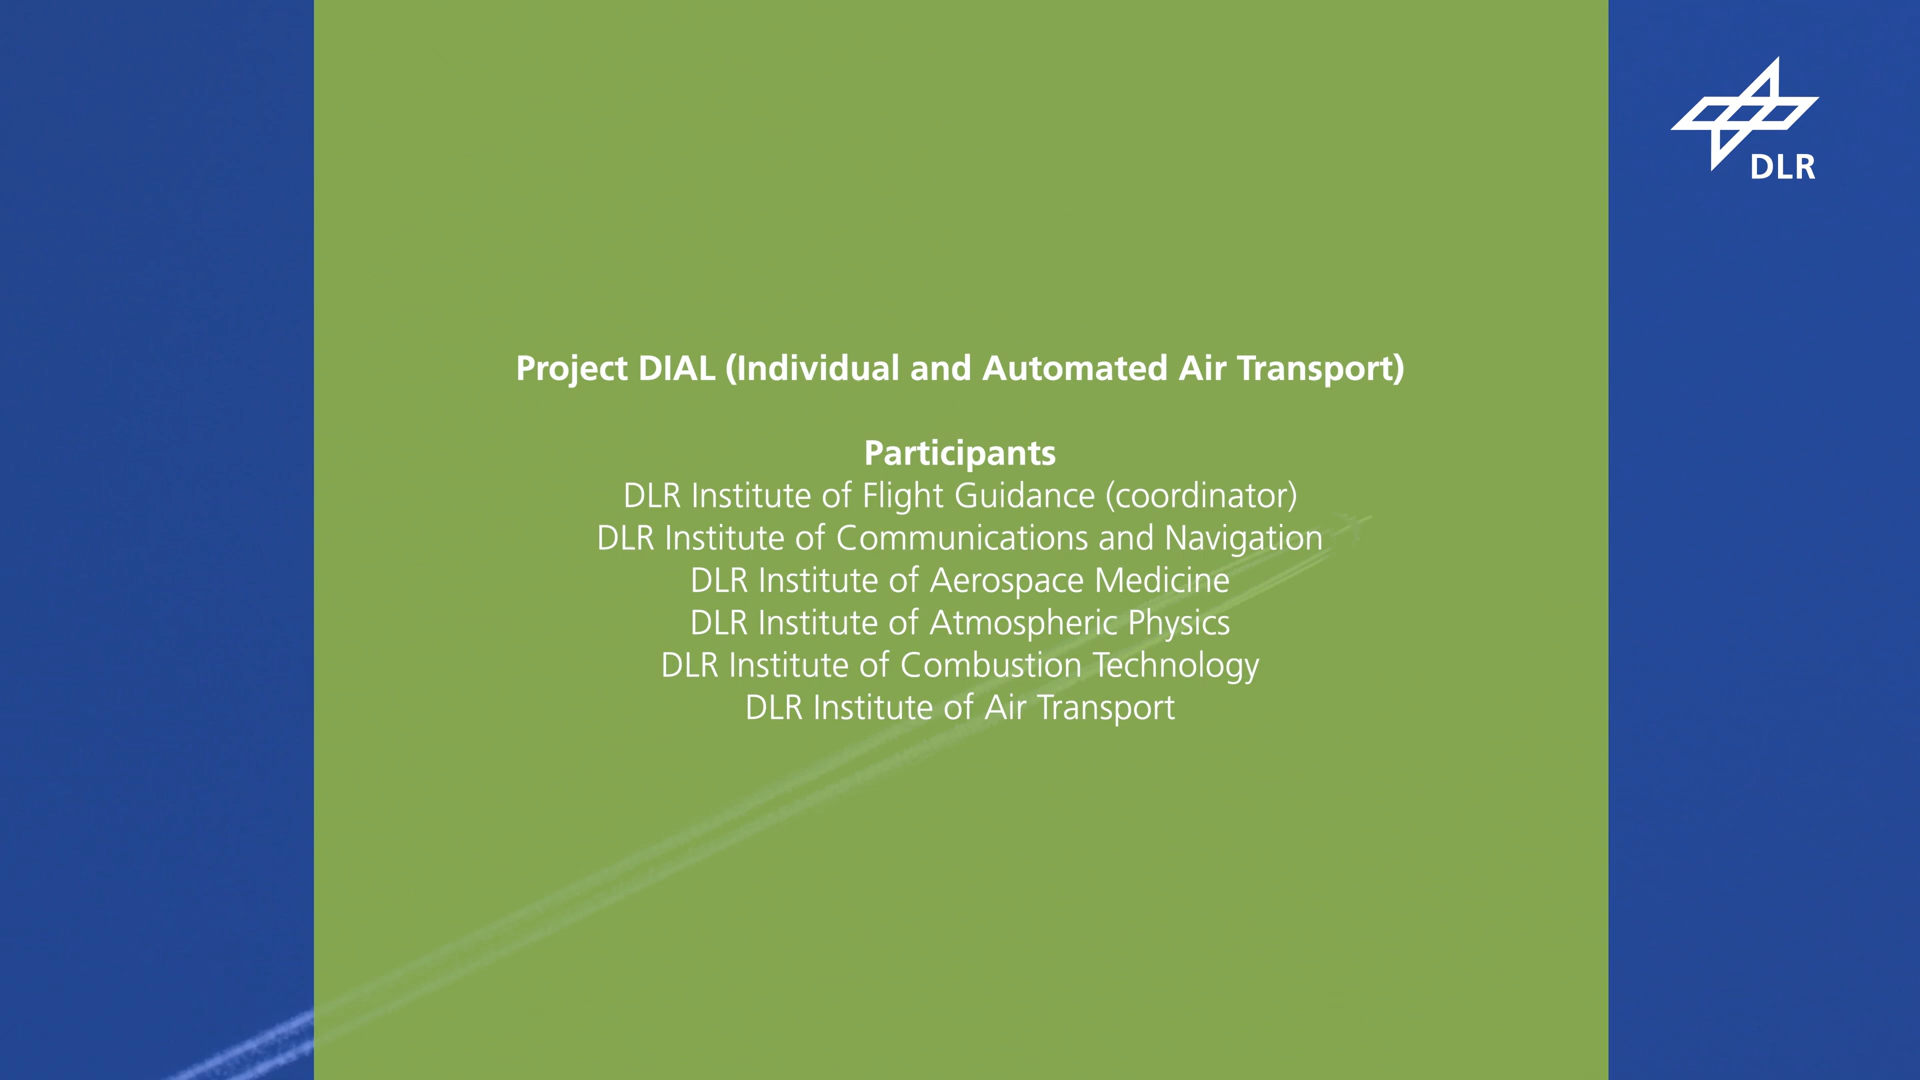 DLR
Project DIAL (Individual and Automated Air Transport)
Participants
DLR Institute of Flight Guidance (coordinator)
DLR Institute of Communications and Navigation
DLR Institute of Aerospace Medicine
DLR Institute of Atmospheric Physics
DLR Institute of Combustion Technology
DLR Institute of Air Transport